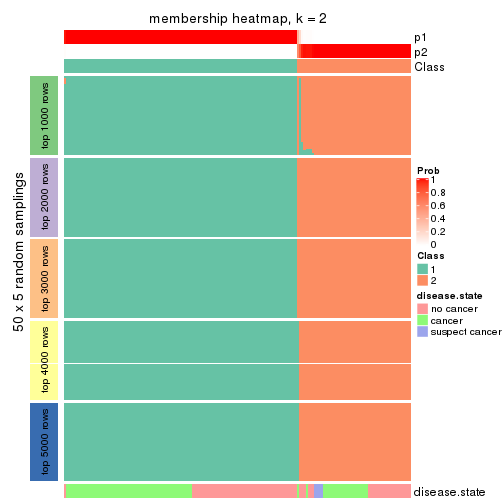 membership heatmap, k = 2
p1
p2
Class
50 x 5 random samplings
top 1000 rows
top 2000 rows
top 3000 rows
top 4000 rows
top 5000 rows
Prob
1
0.8
0.6
0.4
0.2
0
Class
1
2
disease.state
no cancer
cancer
suspect cancer
disease.state